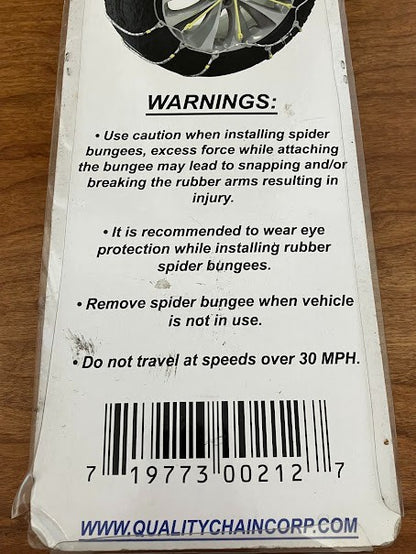 WARNINGS:
• Use caution when installing spider
bungees, excess force while attaching
the bungee may lead to snapping and/or
breaking the rubber arms resulting in
injury.
• It is recommended to wear eye
protection while installing rubber
spider bungees.
• Remove spider bungee when vehicle
is not in use.
• Do not travel at speeds over 30 MPH.
7 19773 00212 7
WWW.QUALITYCHAINCORP.COM